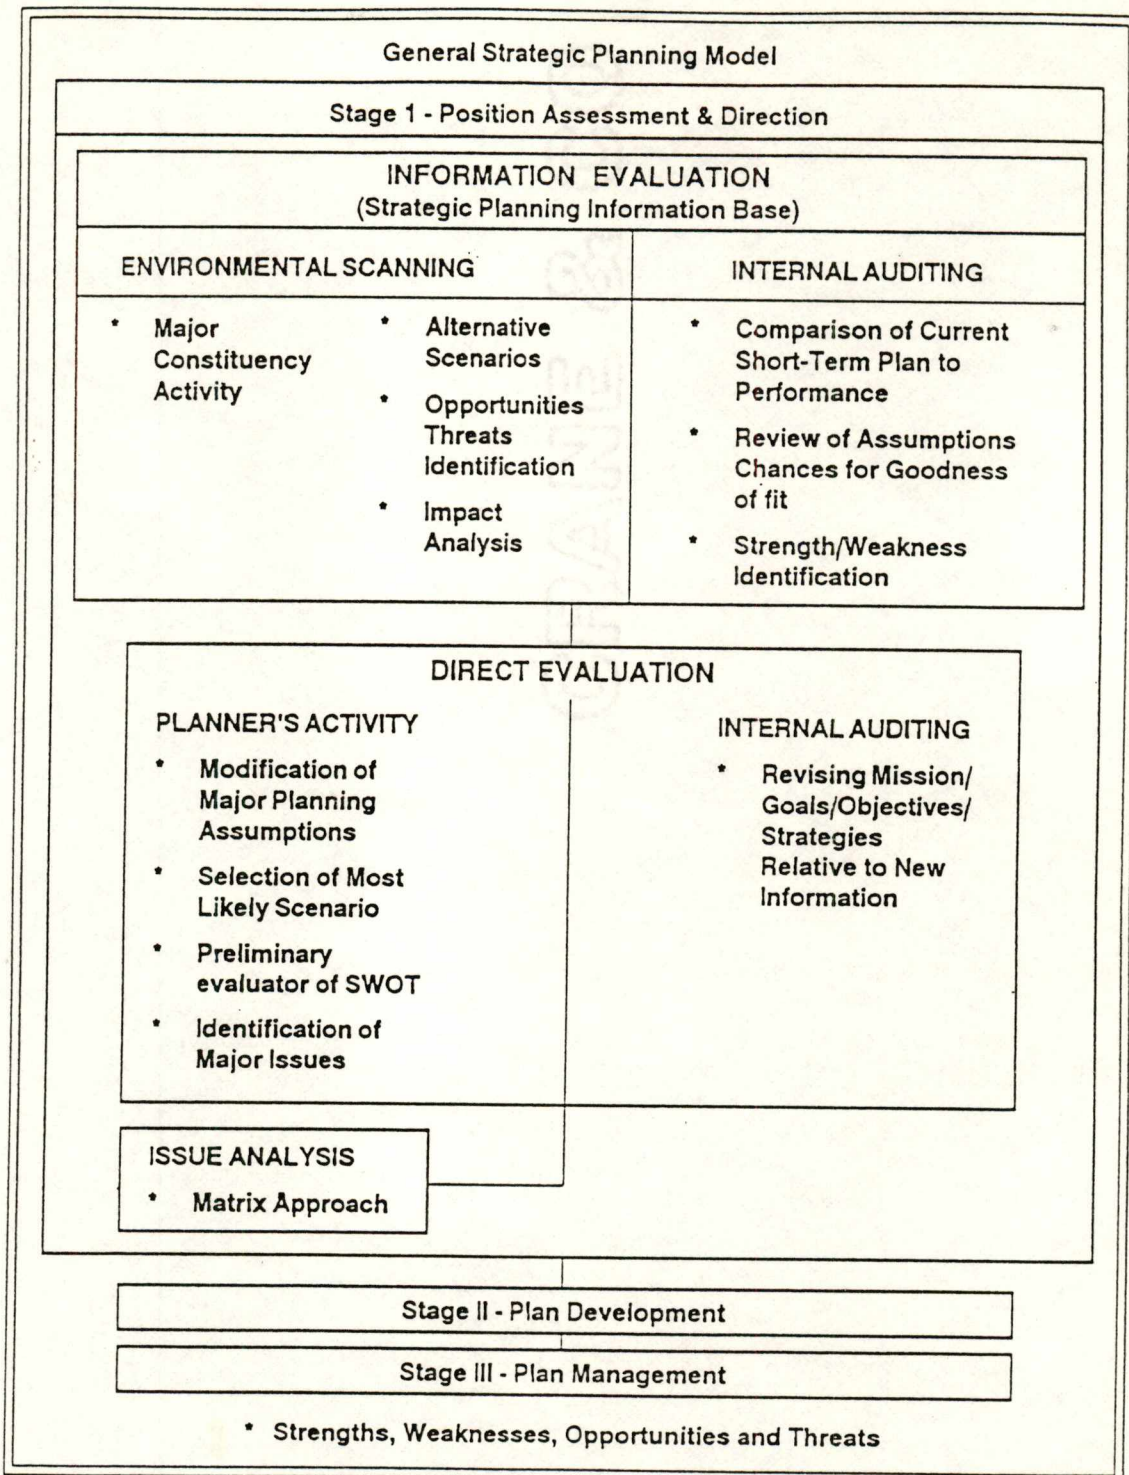 General Strategic Planning Model
Stage 1 - Position Assessment & Direction
INFORMATION EVALUATION
(Strategic Planning Information Base)
ENVIRONMENTAL SCANNING
* Major
Constituency
Activity
* Alternative
Scenarios
* Opportunities
Threats
Identification
* Impact
Analysis
INTERNAL AUDITING
* Comparison of Current
Short-Term Plan to
Performance
* Review of Assumptions
Chances for Goodness
of fit
* Strength/Weakness
Identification
DIRECT EVALUATION
PLANNER'S ACTIVITY
* Modification of
Major Planning
Assumptions
* Selection of Most
Likely Scenario
* Preliminary
evaluator of SWOT
* Identification of
Major Issues
INTERNAL AUDITING
* Revising Mission/
Goals/Objectives/
Strategies
Relative to New
Information
ISSUE ANALYSIS
* Matrix Approach
Stage II - Plan Development
Stage III - Plan Management
* Strengths, Weaknesses, Opportunities and Threats